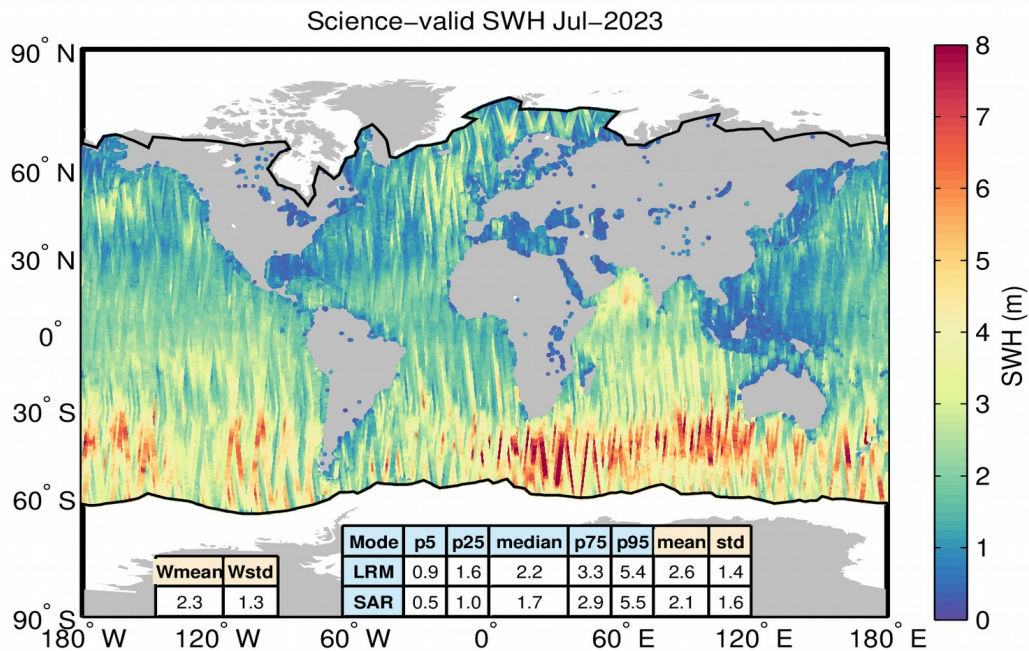 Science−valid SWH Jul−2023
90° N
60° N
30° N
0°
30° S
60° S
90° S
180° W 120° W 60° W 0° 60° E 120° E 180° E
Wmean Wstd
2.3 1.3
Mode p5 p25 median p75 p95 mean std
LRM 0.9 1.6 2.2 3.3 5.4 2.6 1.4
SAR 0.5 1.0 1.7 2.9 5.5 2.1 1.6
8
7
6
5
4
3
2
1
0
SWH (m)